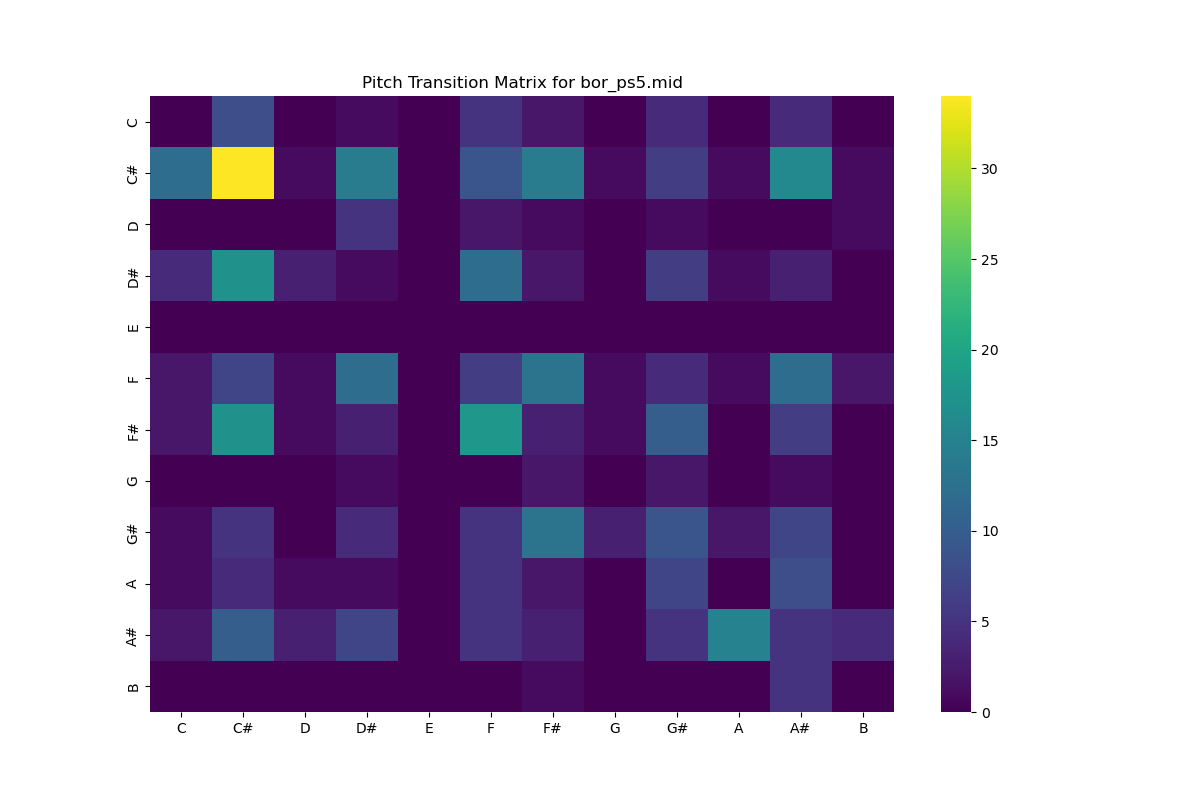 Pitch Transition Matrix for bor_ps5.mid
C
C#
D
D#
E
F
F#
G
G#
A
A#
B
C C# D D# E F F# G G# A A# B
30
25
20
15
10
5
0